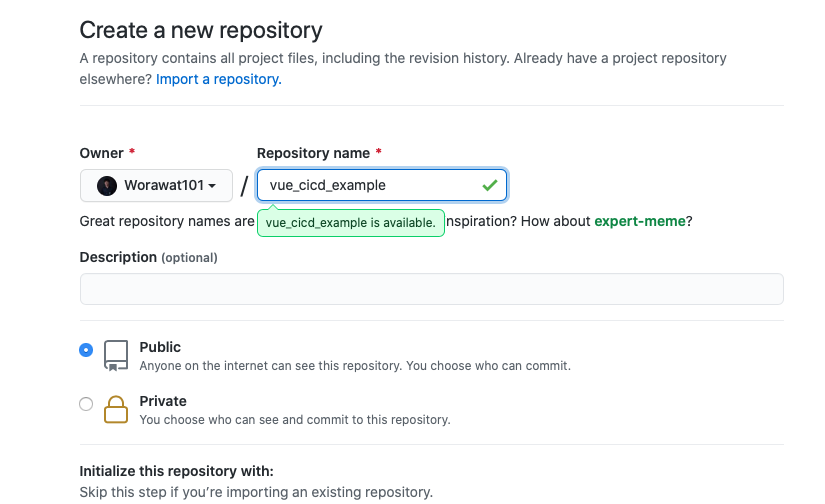 Create a new repository
A repository contains all project files, including the revision history. Already have a project repository
elsewhere? Import a repository.
Owner *
Repository name *
Worawat101
/
vue_cicd_example
Great repository names are
vue_cicd_example is available.
nspiration? How about expert-meme?
Description (optional)
Public
Anyone on the internet can see this repository. You choose who can commit.
Private
You choose who can see and commit to this repository.
Initialize this repository with:
Skip this step if you’re importing an existing repository.